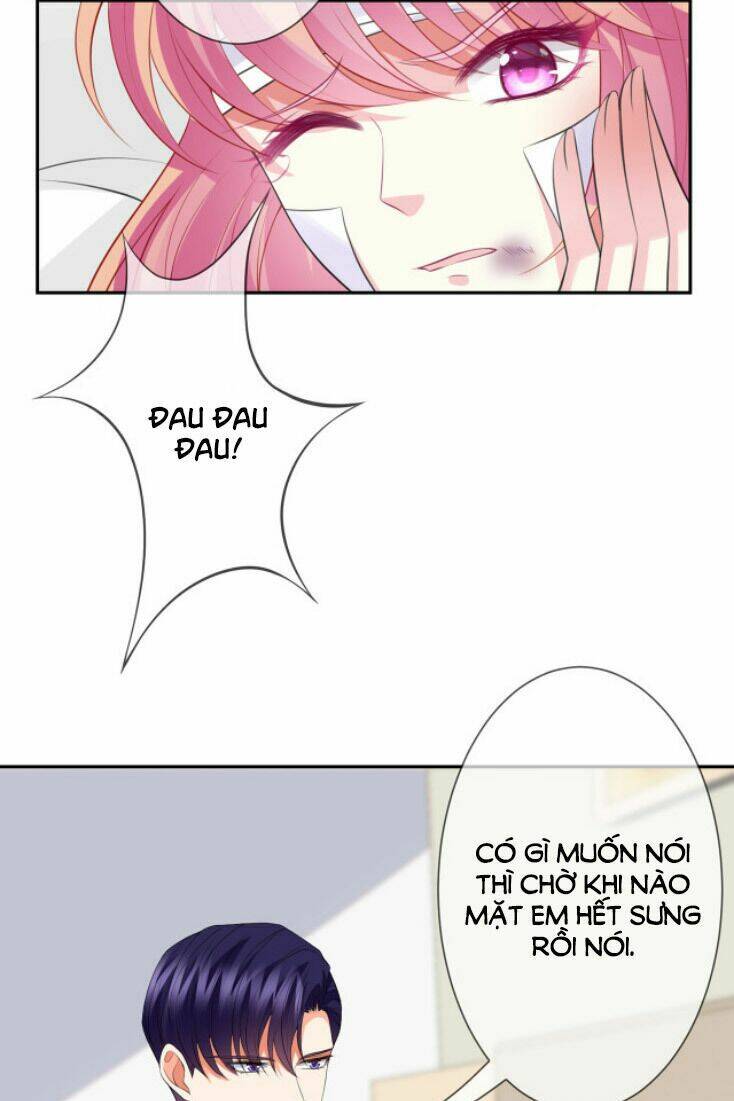 ĐAU ĐAU
ĐAU!
CÓ GÌ MUỐN NÓI
THÌ CHỜ KHI NÀO
MẶT EM HẾT SƯNG
RỒI NÓI.